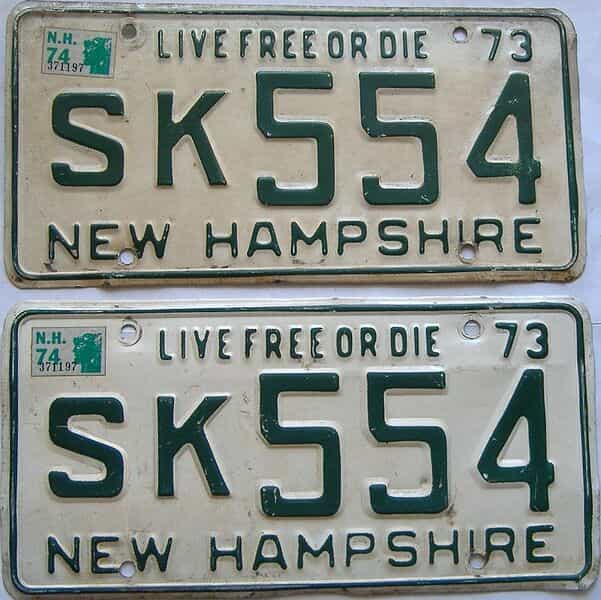 N.H. LIVE FREE OR DIE 73
74
371197
SK554
NEW HAMPSHIRE
N.H. LIVE FREE OR DIE 73
74
371197
SK554
NEW HAMPSHIRE